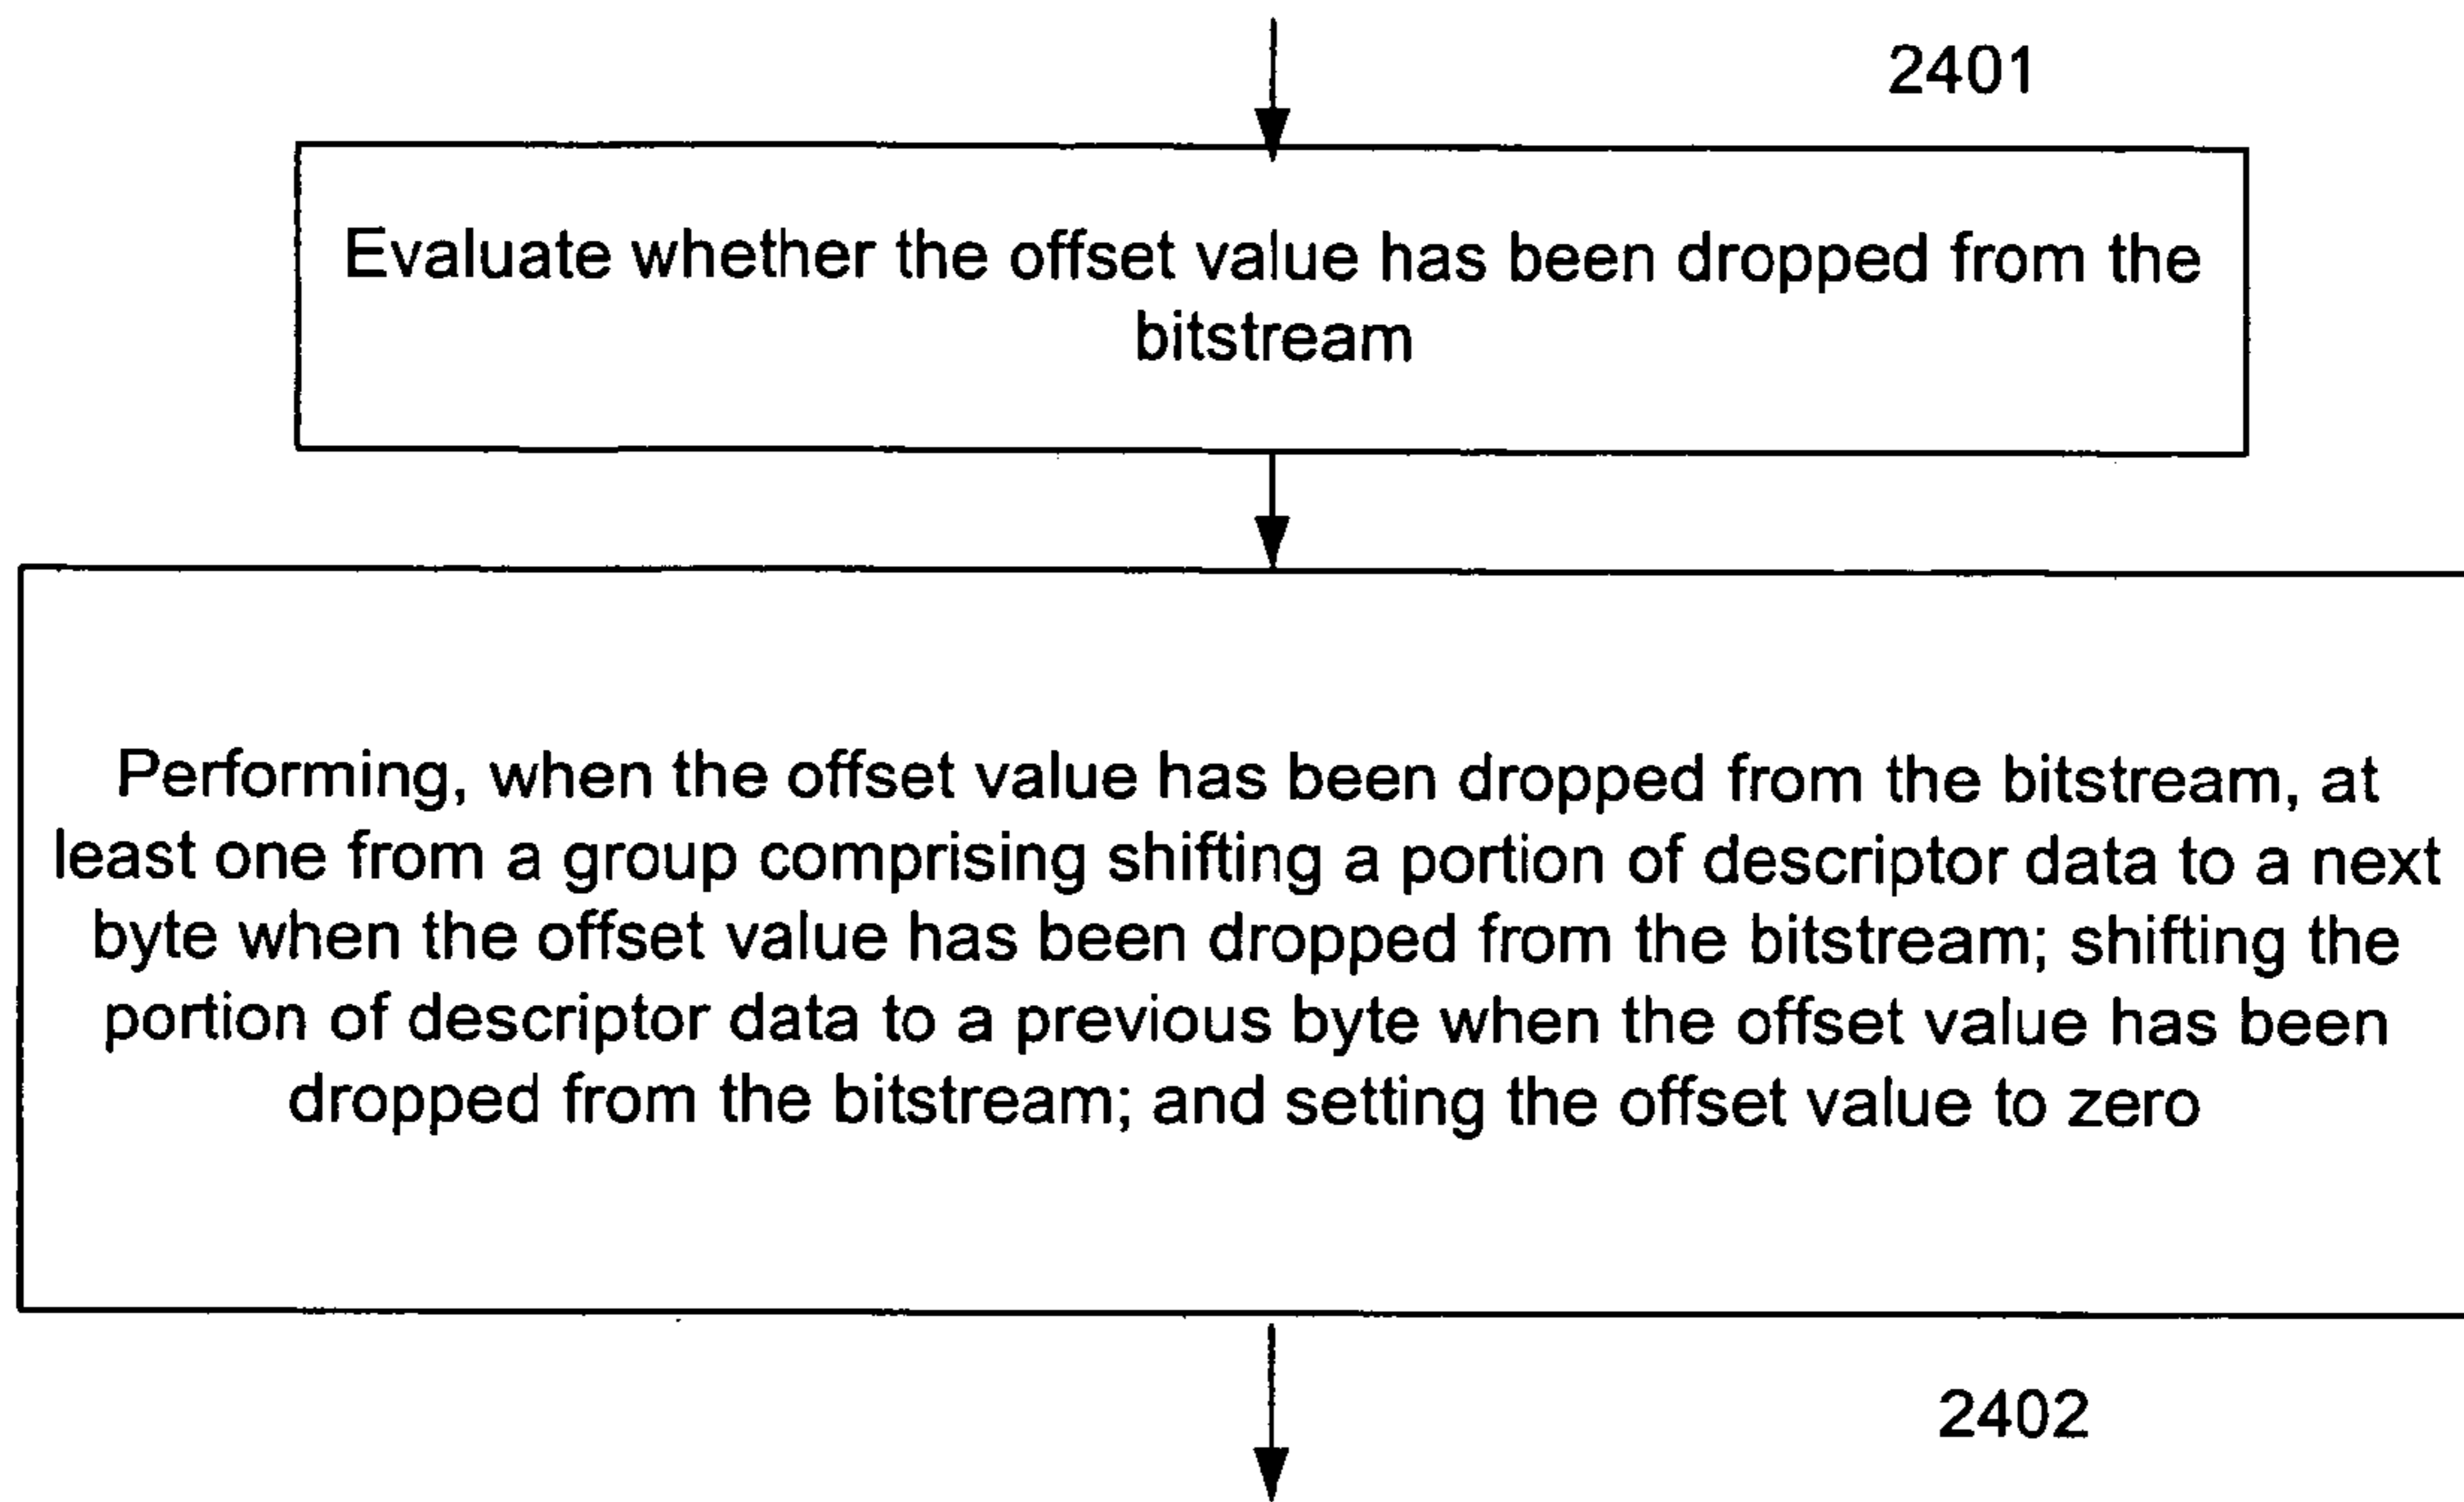 2401
Evaluate whether the offset value has been dropped from the
bitstream
Performing, when the offset value has been dropped from the bitstream, at
least one from a group comprising shifting a portion of descriptor data to a next
byte when the offset value has been dropped from the bitstream; shifting the
portion of descriptor data to a previous byte when the offset value has been
dropped from the bitstream; and setting the offset value to zero
2402